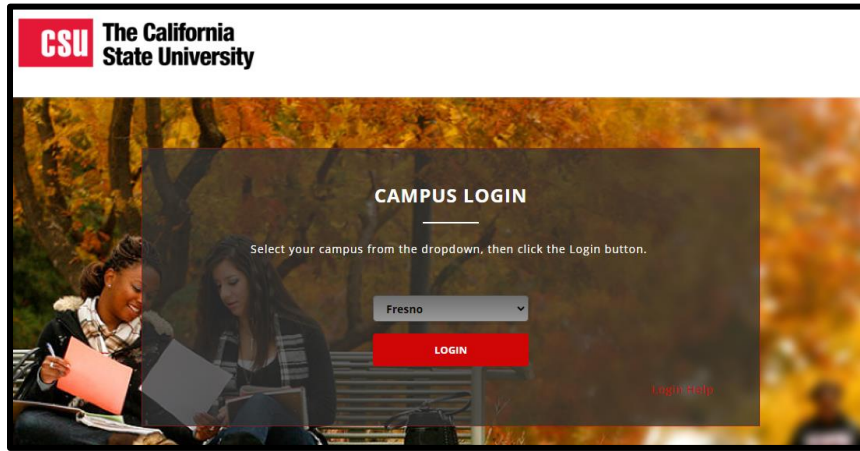 CSU The California
State University
CAMPUS LOGIN
Select your campus from the dropdown, then click the Login button.
Fresno
LOGIN
Login Help